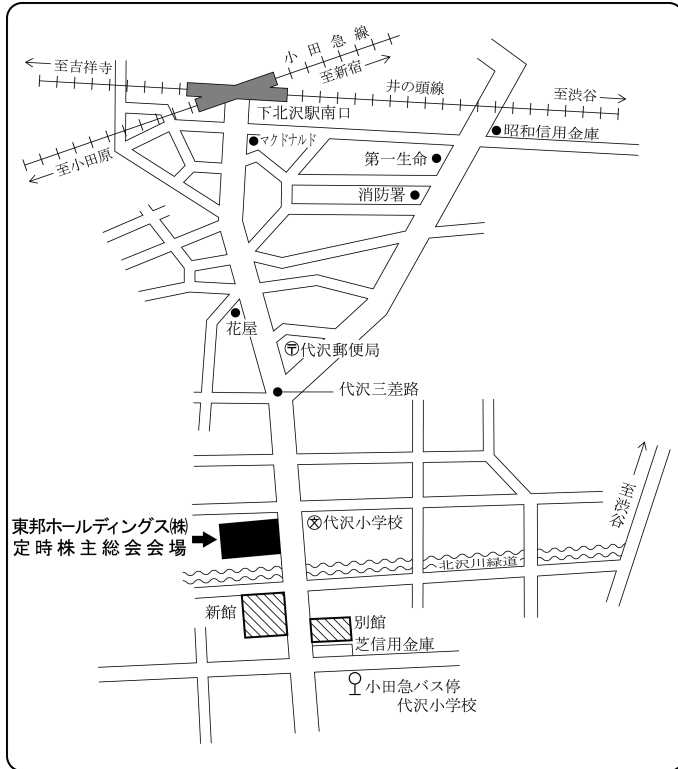 小田急線
至吉祥寺
至新宿
井の頭線
至渋谷
下北沢駅南口
マクドナルド
昭和信用金庫
第一生命
至小田原
消防署
花屋
〒代沢郵便局
代沢三差路
至渋谷
東邦ホールディングス㈱
定時株主総会会場
文代沢小学校
北沢川緑道
新館
別館
芝信用金庫
小田急バス停
代沢小学校